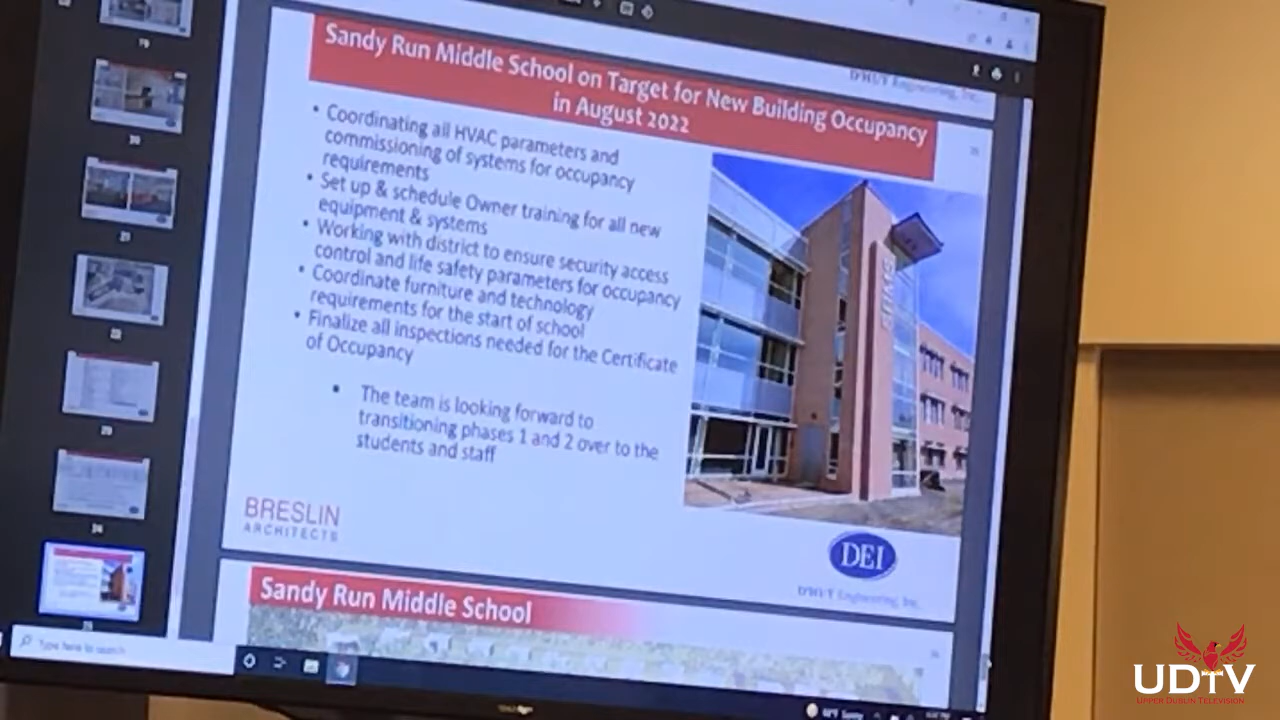 Sandy Run Middle School on Target for New Building Occupancy
in August 2022
• Coordinating all HVAC parameters and
commissioning of systems for occupancy
requirements
• Set up & schedule Owner training for all new
equipment & systems
• Working with district to ensure security access
control and life safety parameters for occupancy
• Coordinate furniture and technology
requirements for the start of school
• Finalize all inspections needed for the Certificate
of Occupancy
• The team is looking forward to
transitioning phases 1 and 2 over to the
students and staff
SRMS
BRESLIN
ARCHITECTS
DEI
D'HUY Engineering, Inc.
Sandy Run Middle School
Type here to search
UDTV
UPPER DUBLIN TELEVISION